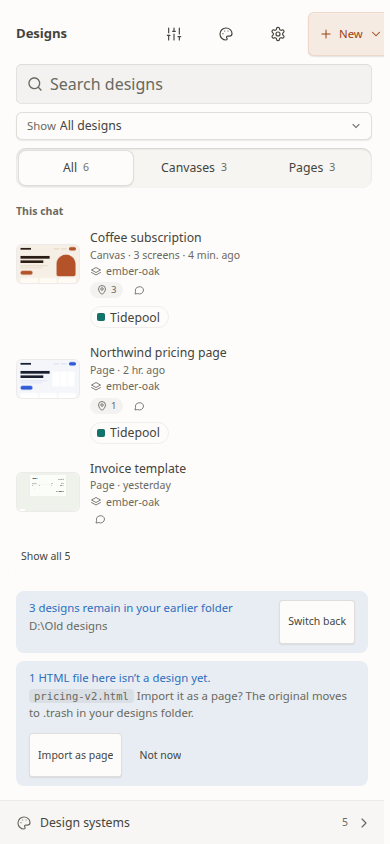 Designs
New
Search designs
Show All designs
All 6
Canvases 3
Pages 3
This chat
Coffee subscription
Canvas · 3 screens · 4 min. ago
ember-oak
3
Tidepool
Northwind pricing page
Page · 2 hr. ago
ember-oak
1
Tidepool
Invoice template
Page · yesterday
ember-oak
Show all 5
3 designs remain in your earlier folder
D:\Old designs
Switch back
1 HTML file here isn’t a design yet.
pricing-v2.html Import it as a page? The original moves
to .trash in your designs folder.
Import as page
Not now
Design systems
5